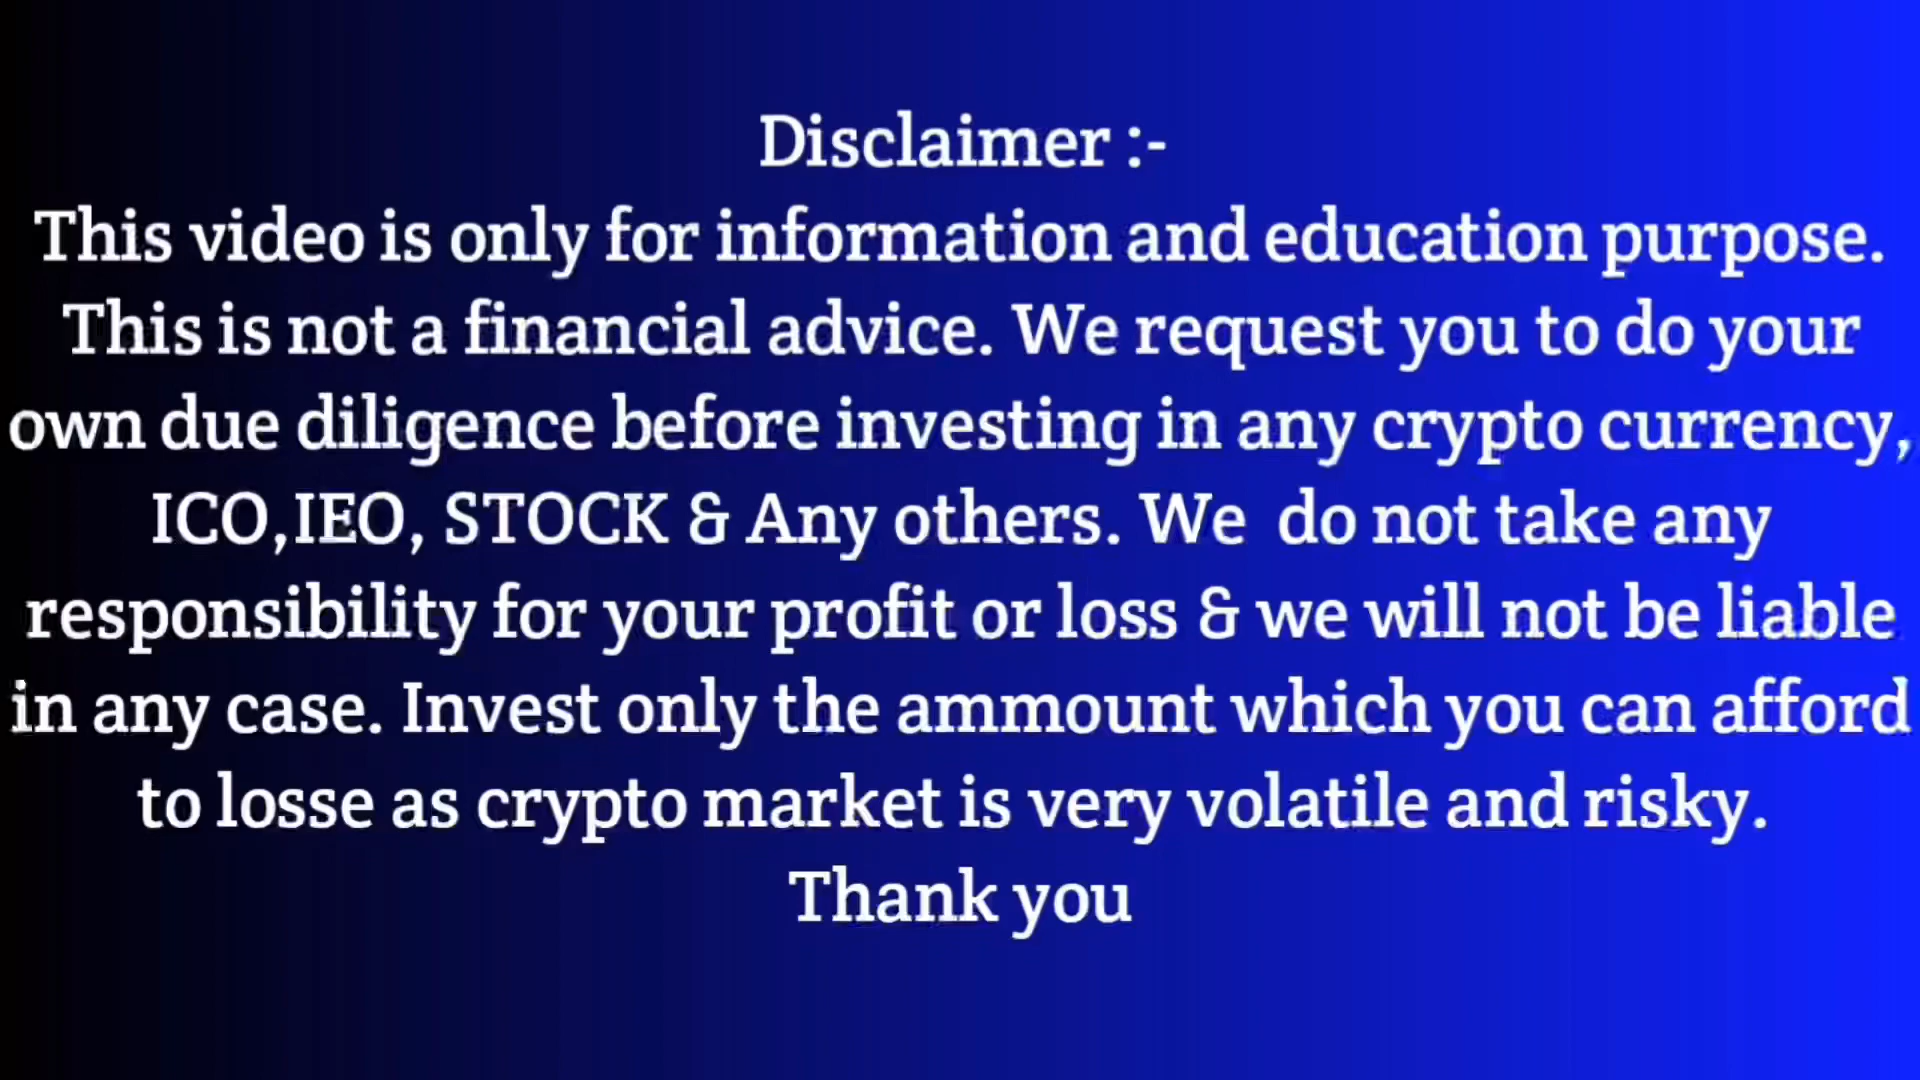 Disclaimer :-
This video is only for information and education purpose.
This is not a financial advice. We request you to do your
own due diligence before investing in any crypto currency,
ICO,IEO, STOCK & Any others. We  do not take any
responsibility for your profit or loss & we will not be liable
in any case. Invest only the ammount which you can afford
to losse as crypto market is very volatile and risky.
Thank you